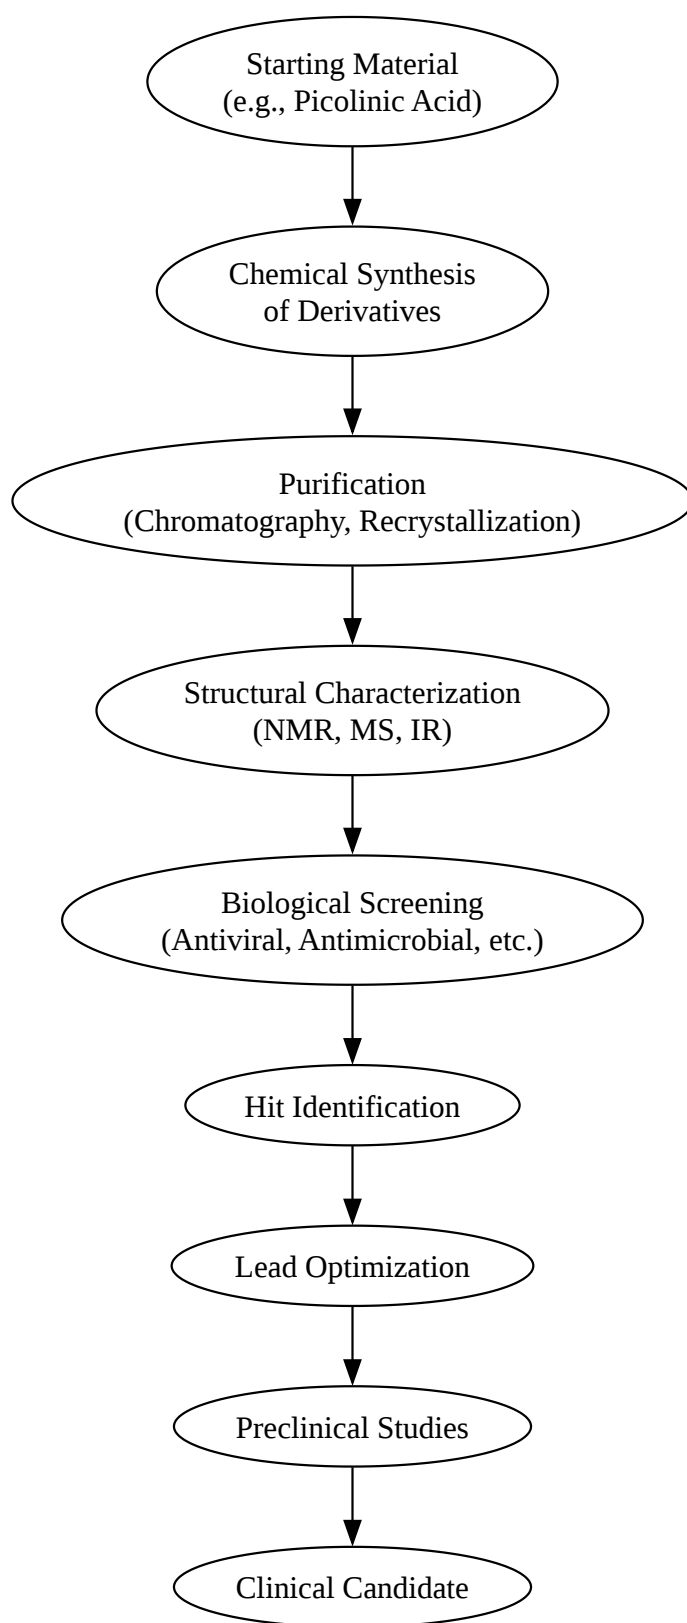 Starting Material
(e.g., Picolinic Acid)
Chemical Synthesis
of Derivatives
Purification
(Chromatography, Recrystallization)
Structural Characterization
(NMR, MS, IR)
Biological Screening
(Antiviral, Antimicrobial, etc.)
Hit Identification
Lead Optimization
Preclinical Studies
Clinical Candidate